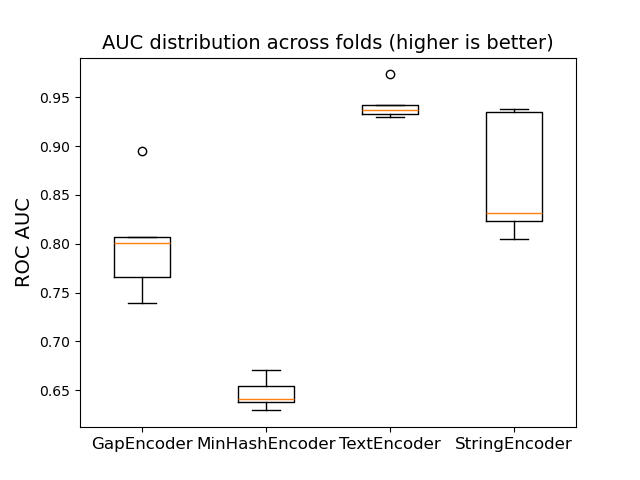 AUC distribution across folds (higher is better)
ROC AUC
0.95
0.90
0.85
0.80
0.75
0.70
0.65
GapEncoder MinHashEncoder TextEncoder StringEncoder